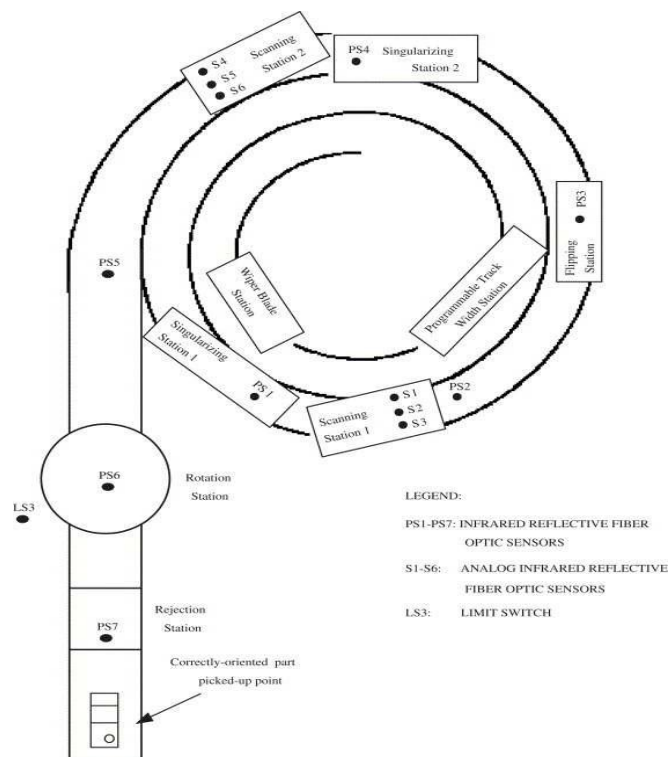 S4
S5
S6
Scanning
Station 2
PS4
Singularizing
Station 2
PS3
Flipping
Station
PS5
Wiper Blade
Station
Programmable Track
Width Station
Singularizing
Station 1
PS1
Scanning
Station 1
S1
S2
S3
PS2
PS6
Rotation
Station
LS3
LEGEND:
PS1-PS7: INFRARED REFLECTIVE FIBER
OPTIC SENSORS
S1-S6: ANALOG INFRARED REFLECTIVE
FIBER OPTIC SENSORS
LS3: LIMIT SWITCH
Rejection
Station
PS7
Correctly-oriented part
picked-up point